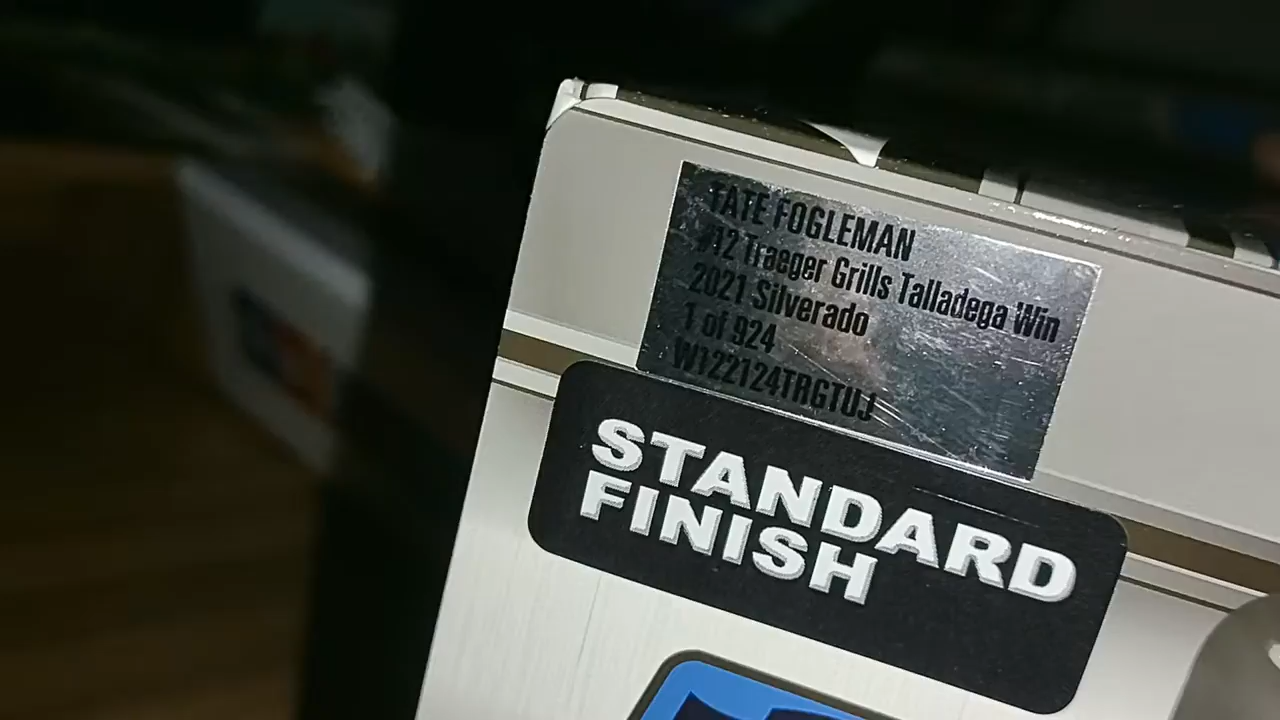 TATE FOGLEMAN
#12 Traeger Grills Talladega Win
2021 Silverado
1 of 924
W122124TRGTUJ
STANDARD
FINISH